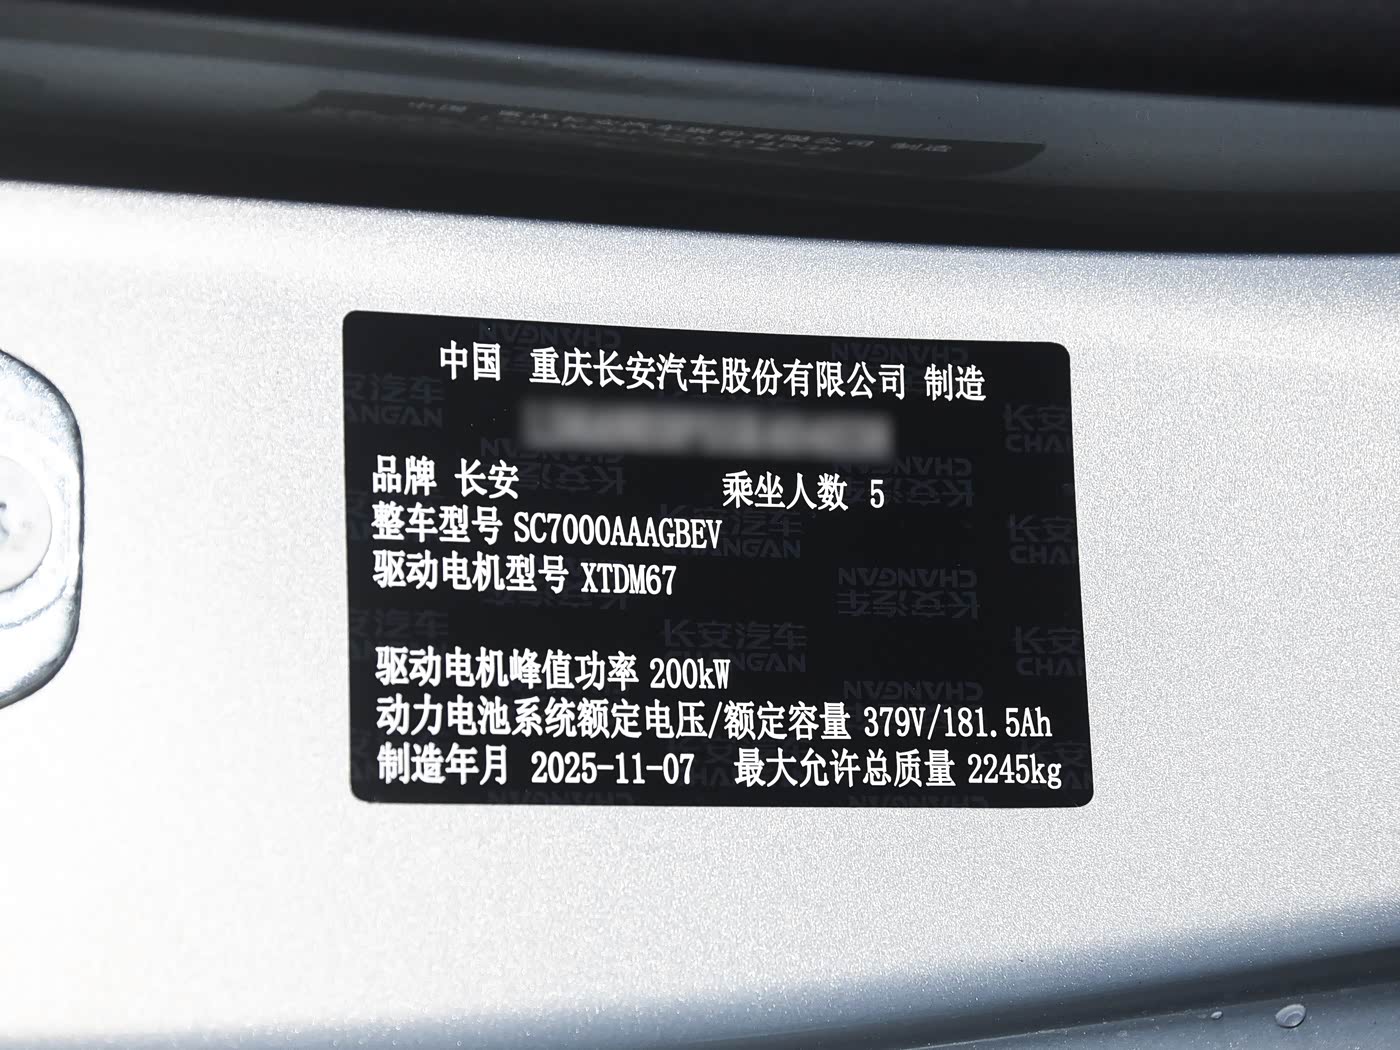 中国 重庆长安汽车股份有限公司 制造
品牌 长安 乘坐人数 5
整车型号 SC7000AAAGBEV
驱动电机型号 XTDM67
驱动电机峰值功率 200kW
动力电池系统额定电压/额定容量 379V/181.5Ah
制造年月 2025-11-07 最大允许总质量 2245kg